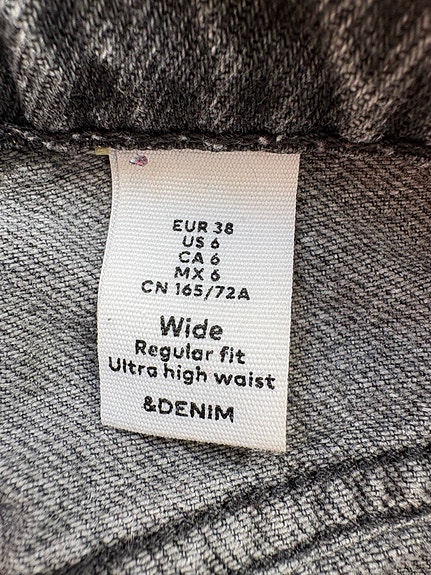 EUR 38
US 6
CA 6
MX 6
CN 165/72A
Wide
Regular fit
Ultra high waist
&DENIM